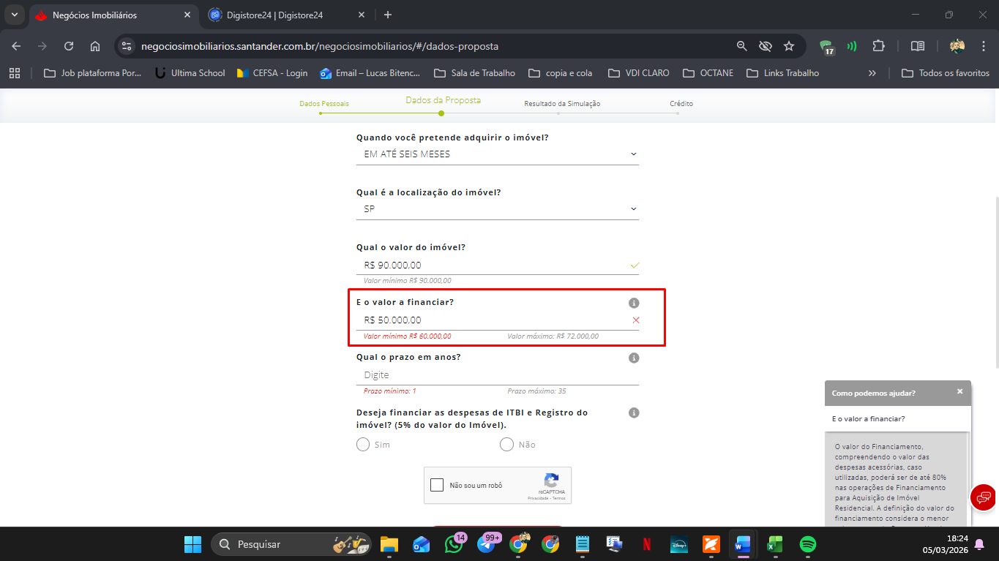 Negócios Imobiliários
Digistore24 | Digistore24
negociosimobiliarios.santander.com.br/negociosimobiliarios/#/dados-proposta
17
Job plataforma Por...
Ultima School
CEFSA - Login
Email – Lucas Bitenc...
Sala de Trabalho
copia e cola
VDI CLARO
OCTANE
Links Trabalho
Todos os favoritos
Dados Pessoais
Dados da Proposta
Resultado da Simulação
Crédito
Quando você pretende adquirir o imóvel?
EM ATÉ SEIS MESES
Qual é a localização do imóvel?
SP
Qual o valor do imóvel?
R$ 90.000,00
Valor mínimo R$ 90.000,00
E o valor a financiar?
R$ 50.000,00
Valor mínimo R$ 60.000,00
Valor máximo: R$ 72.000,00
Qual o prazo em anos?
Digite
Prazo mínimo: 1
Prazo máximo: 35
Deseja financiar as despesas de ITBI e Registro do
imóvel? (5% do valor do Imóvel).
Sim
Não
Não sou um robô
reCAPTCHA
Privacidade - Termos
Como podemos ajudar?
E o valor a financiar?
O valor do Financiamento,
compreendendo o valor das
despesas acessórias, caso
utilizadas, poderá ser de até 80%
nas operações de Financiamento
para Aquisição de Imóvel
Residencial. A definição do valor do
financiamento considera o menor
Pesquisar
14
99+
18:24
05/03/2026